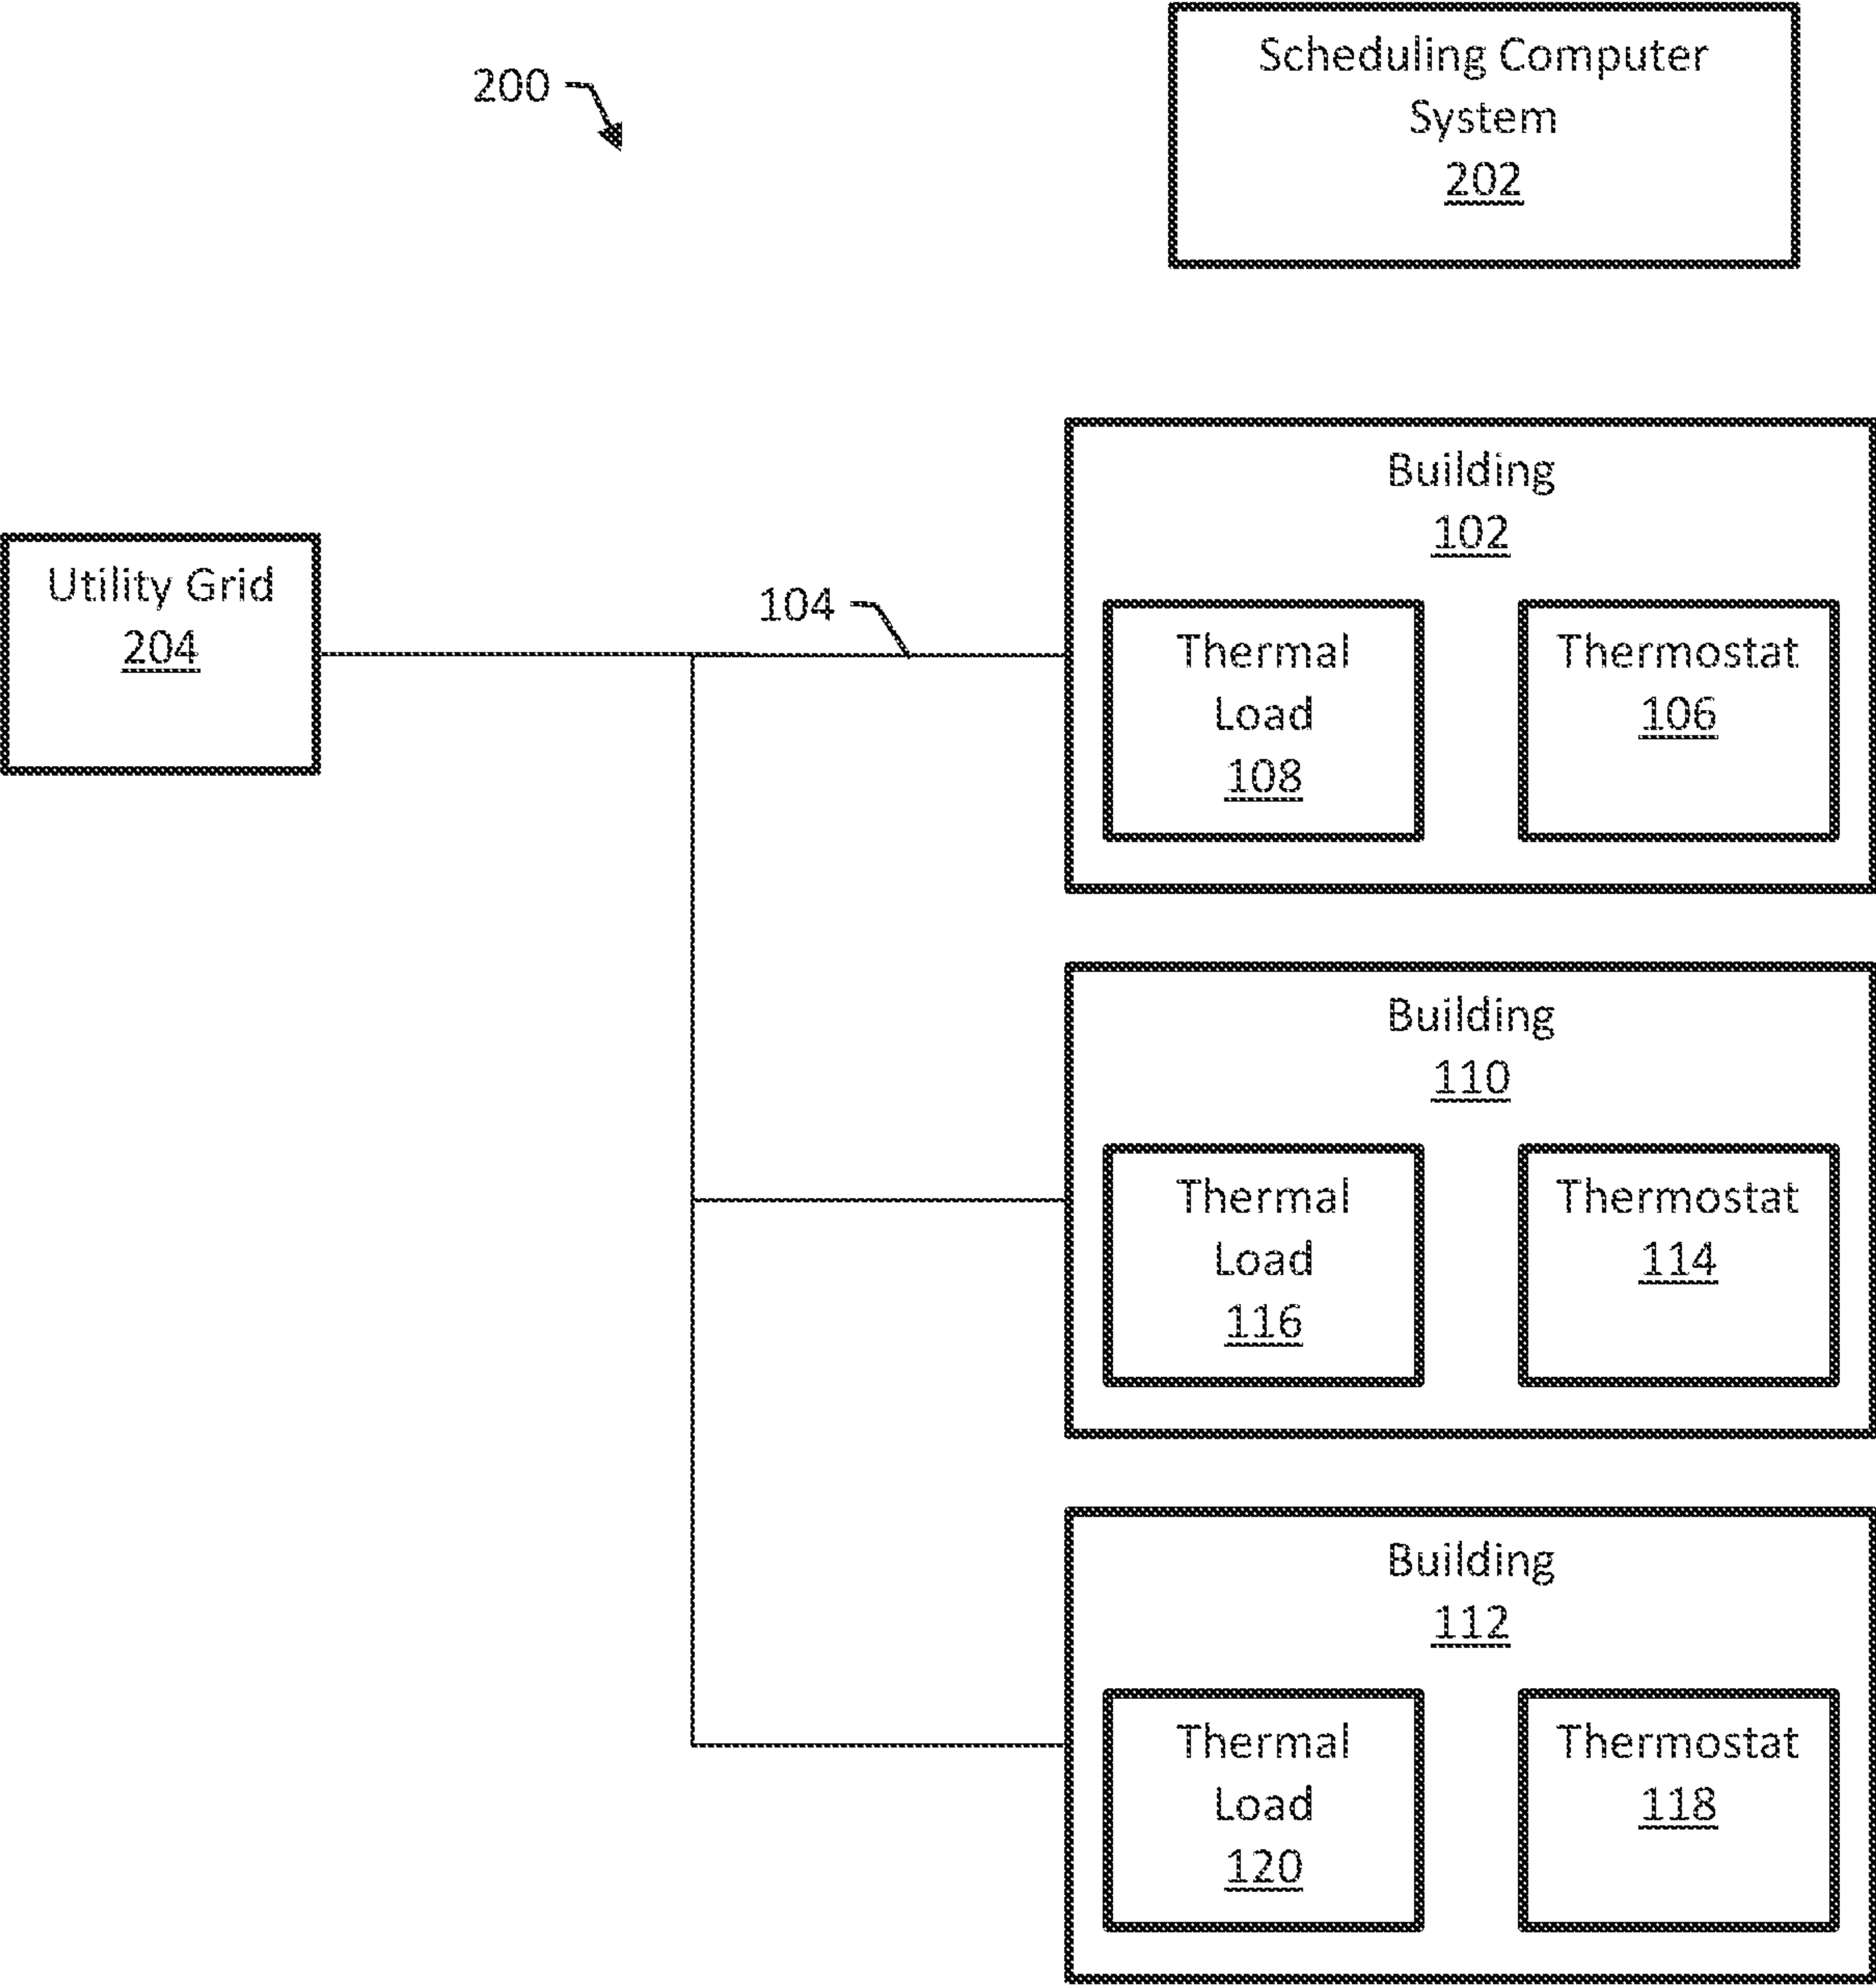 200
Scheduling Computer
System
202
Utility Grid
204
104
Building
102
Thermal
Load
108
Thermostat
106
Building
110
Thermal
Load
116
Thermostat
114
Building
112
Thermal
Load
120
Thermostat
118